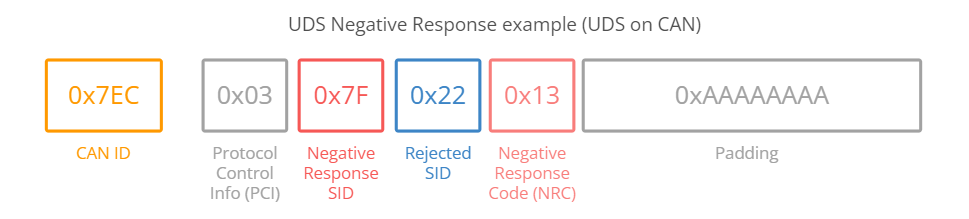 UDS Negative Response example (UDS on CAN)
0x7EC 0x03 0x7F 0x22 0x13 0xAAAAAAAA
CAN ID
Protocol
Control
Info (PCI)
Negative
Response
SID
Rejected
SID
Negative
Response
Code (NRC)
Padding